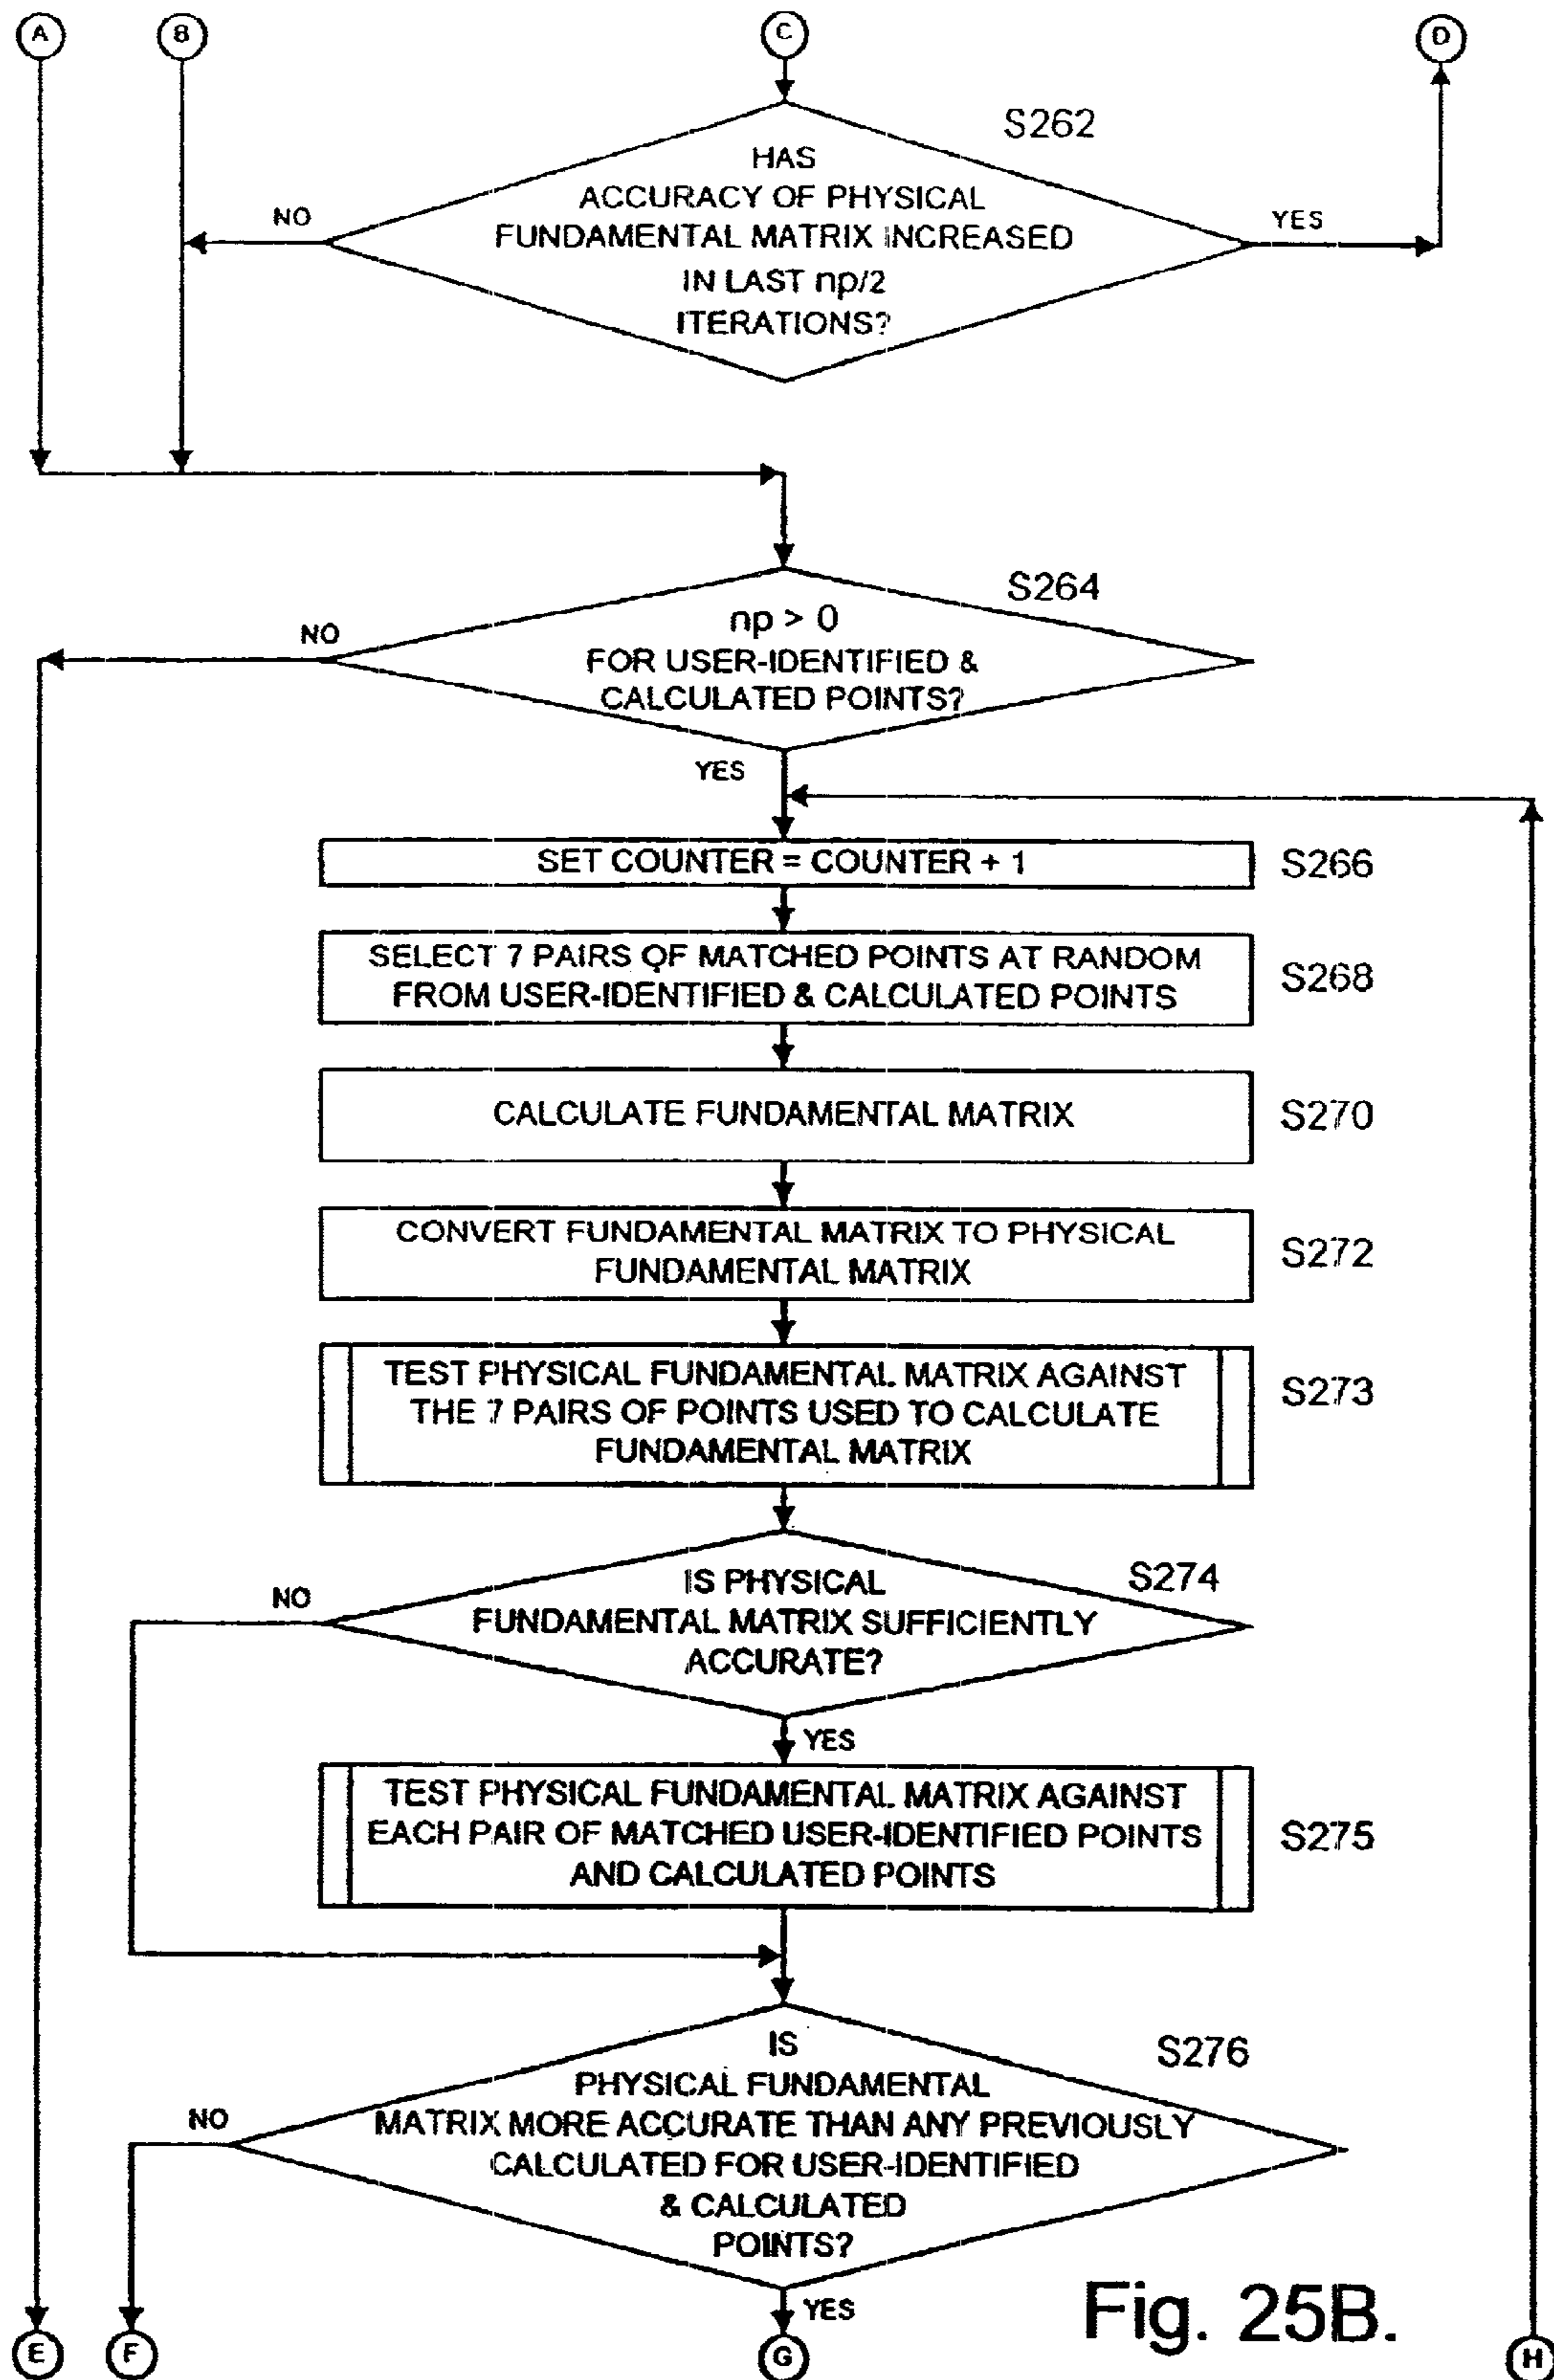 A
B
C
D
S262
HAS
ACCURACY OF PHYSICAL
FUNDAMENTAL MATRIX INCREASED
IN LAST np/2
ITERATIONS?
NO
YES
S264
np > 0
FOR USER-IDENTIFIED &
CALCULATED POINTS?
NO
YES
SET COUNTER = COUNTER + 1
S266
SELECT 7 PAIRS OF MATCHED POINTS AT RANDOM
FROM USER-IDENTIFIED & CALCULATED POINTS
S268
CALCULATE FUNDAMENTAL MATRIX
S270
CONVERT FUNDAMENTAL MATRIX TO PHYSICAL
FUNDAMENTAL MATRIX
S272
TEST PHYSICAL FUNDAMENTAL MATRIX AGAINST
THE 7 PAIRS OF POINTS USED TO CALCULATE
FUNDAMENTAL MATRIX
S273
IS PHYSICAL
FUNDAMENTAL MATRIX SUFFICIENTLY
ACCURATE?
S274
NO
YES
TEST PHYSICAL FUNDAMENTAL MATRIX AGAINST
EACH PAIR OF MATCHED USER-IDENTIFIED POINTS
AND CALCULATED POINTS
S275
IS
PHYSICAL FUNDAMENTAL
MATRIX MORE ACCURATE THAN ANY PREVIOUSLY
CALCULATED FOR USER-IDENTIFIED
& CALCULATED
POINTS?
S276
NO
YES
Fig. 25B.
E
F
G
H